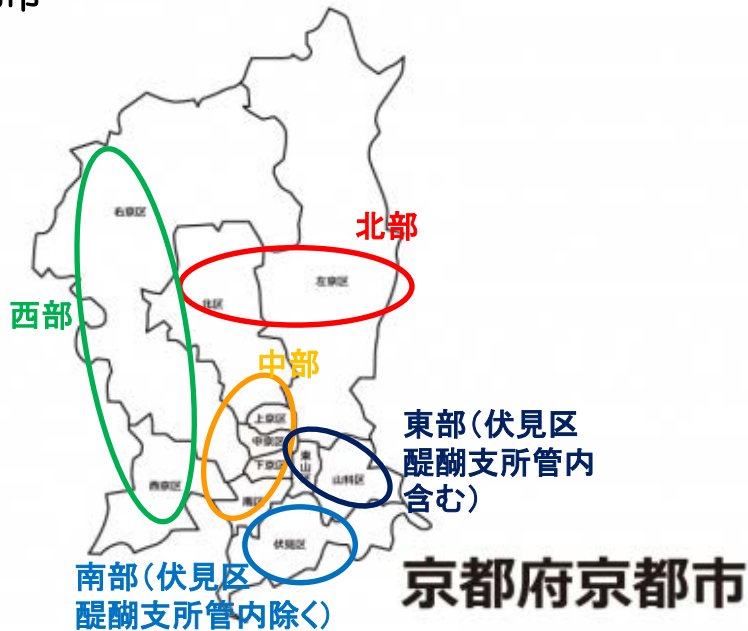 右京区
北部
左京区
北区
西部
中部
上京区
中京区
下京区
東山区
山科区
東部(伏見区
醍醐支所管内
含む)
西京区
南区
伏見区
南部(伏見区
醍醐支所管内除く)
京都府京都市